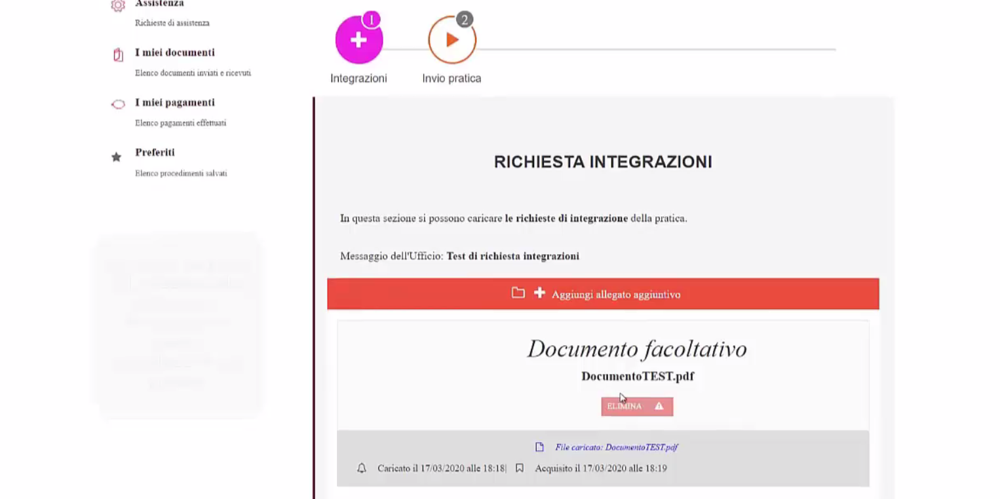 Assistenza
Richieste di assistenza
I miei documenti
Elenco documenti inviati e ricevuti
I miei pagamenti
Elenco pagamenti effettuati
Preferiti
Elenco procedimenti salvati
1
2
Integrazioni
Invio pratica
RICHIESTA INTEGRAZIONI
In questa sezione si possono caricare le richieste di integrazione della pratica.
Messaggio dell'Ufficio: Test di richiesta integrazioni
Aggiungi allegato aggiuntivo
Documento facoltativo
DocumentoTEST.pdf
ELIMINA
File caricato: DocumentoTEST.pdf
Caricato il 17/03/2020 alle 18:18| Acquisito il 17/03/2020 alle 18:19